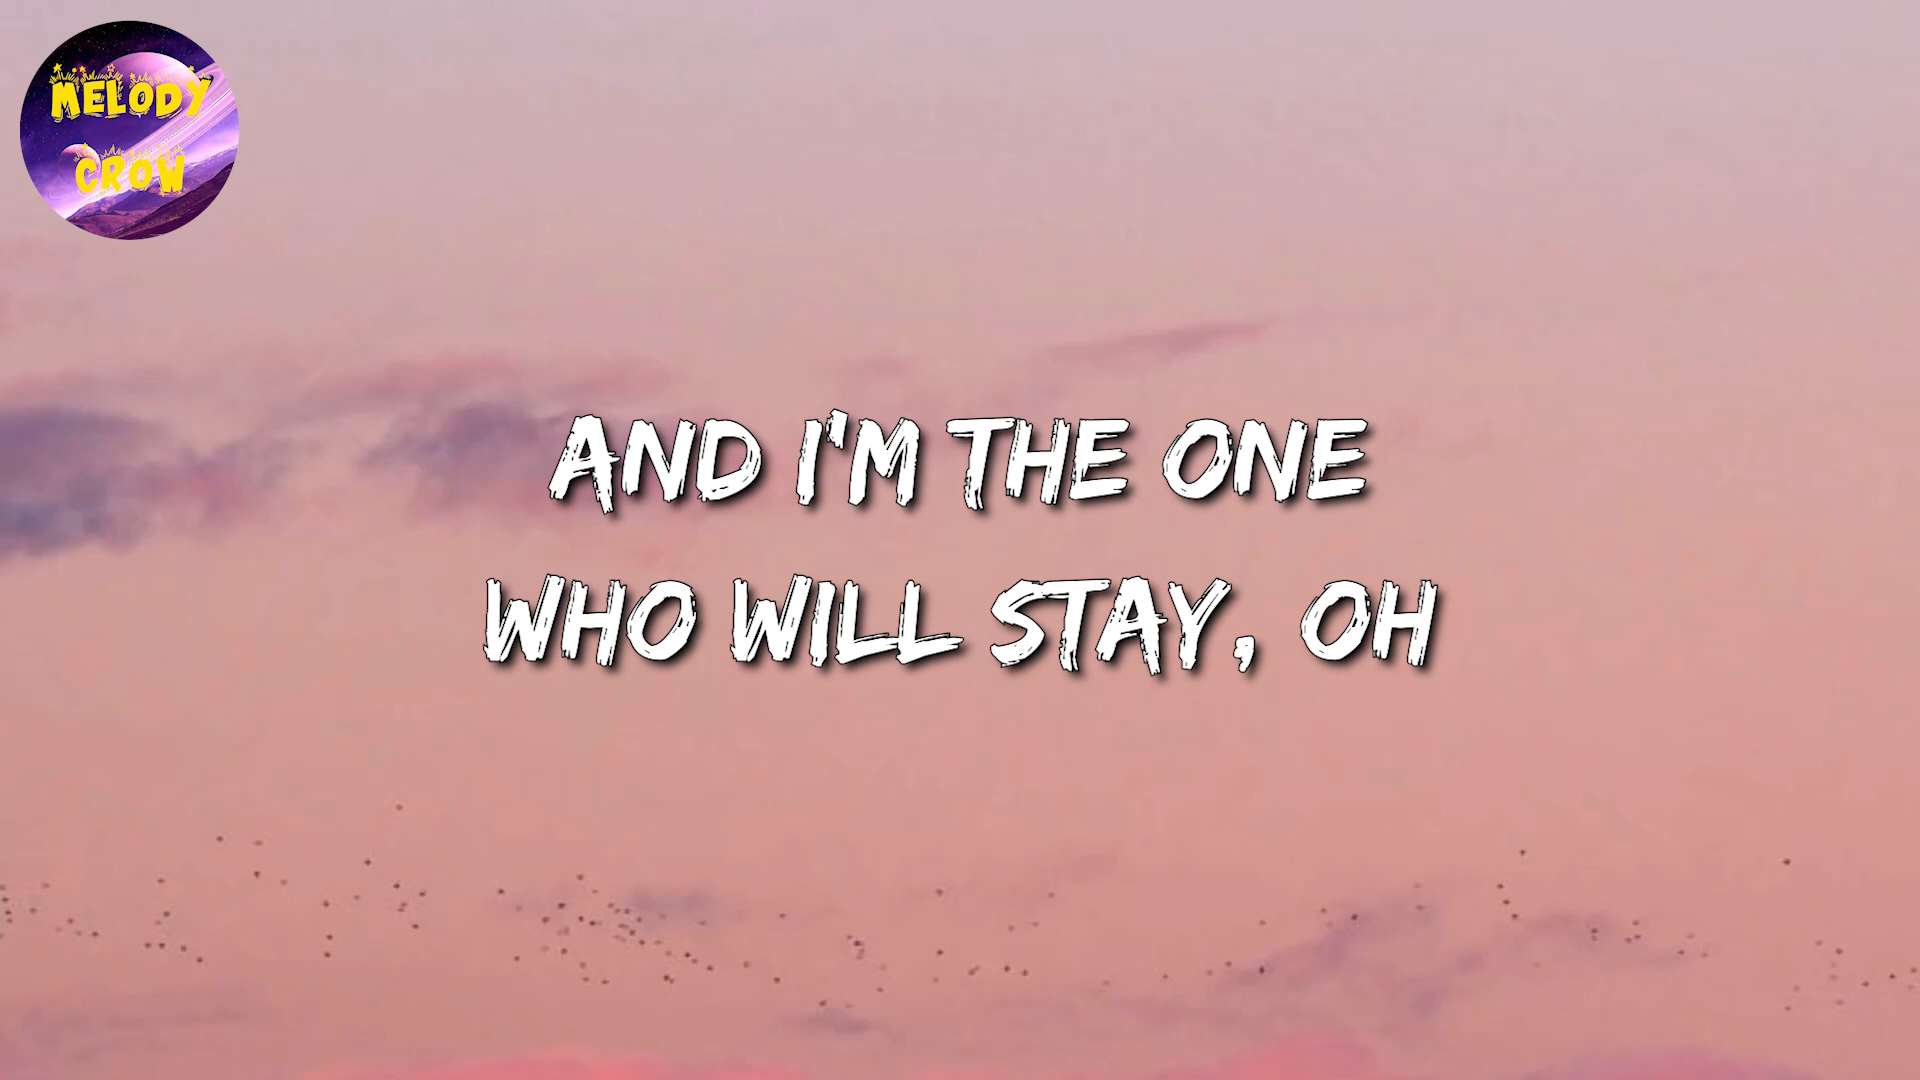 MELODY
CROW
AND I'M THE ONE
WHO WILL STAY, OH